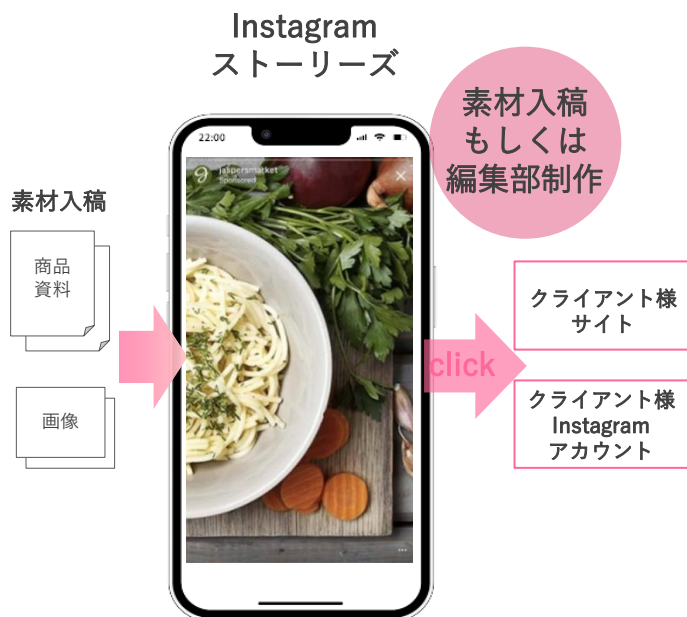 Instagram
ストーリーズ
素材入稿
もしくは
編集部制作
素材入稿
商品
資料
画像
22:00
jaspersmarket
Sponsored
click
クライアント様
サイト
クライアント様
Instagram
アカウント